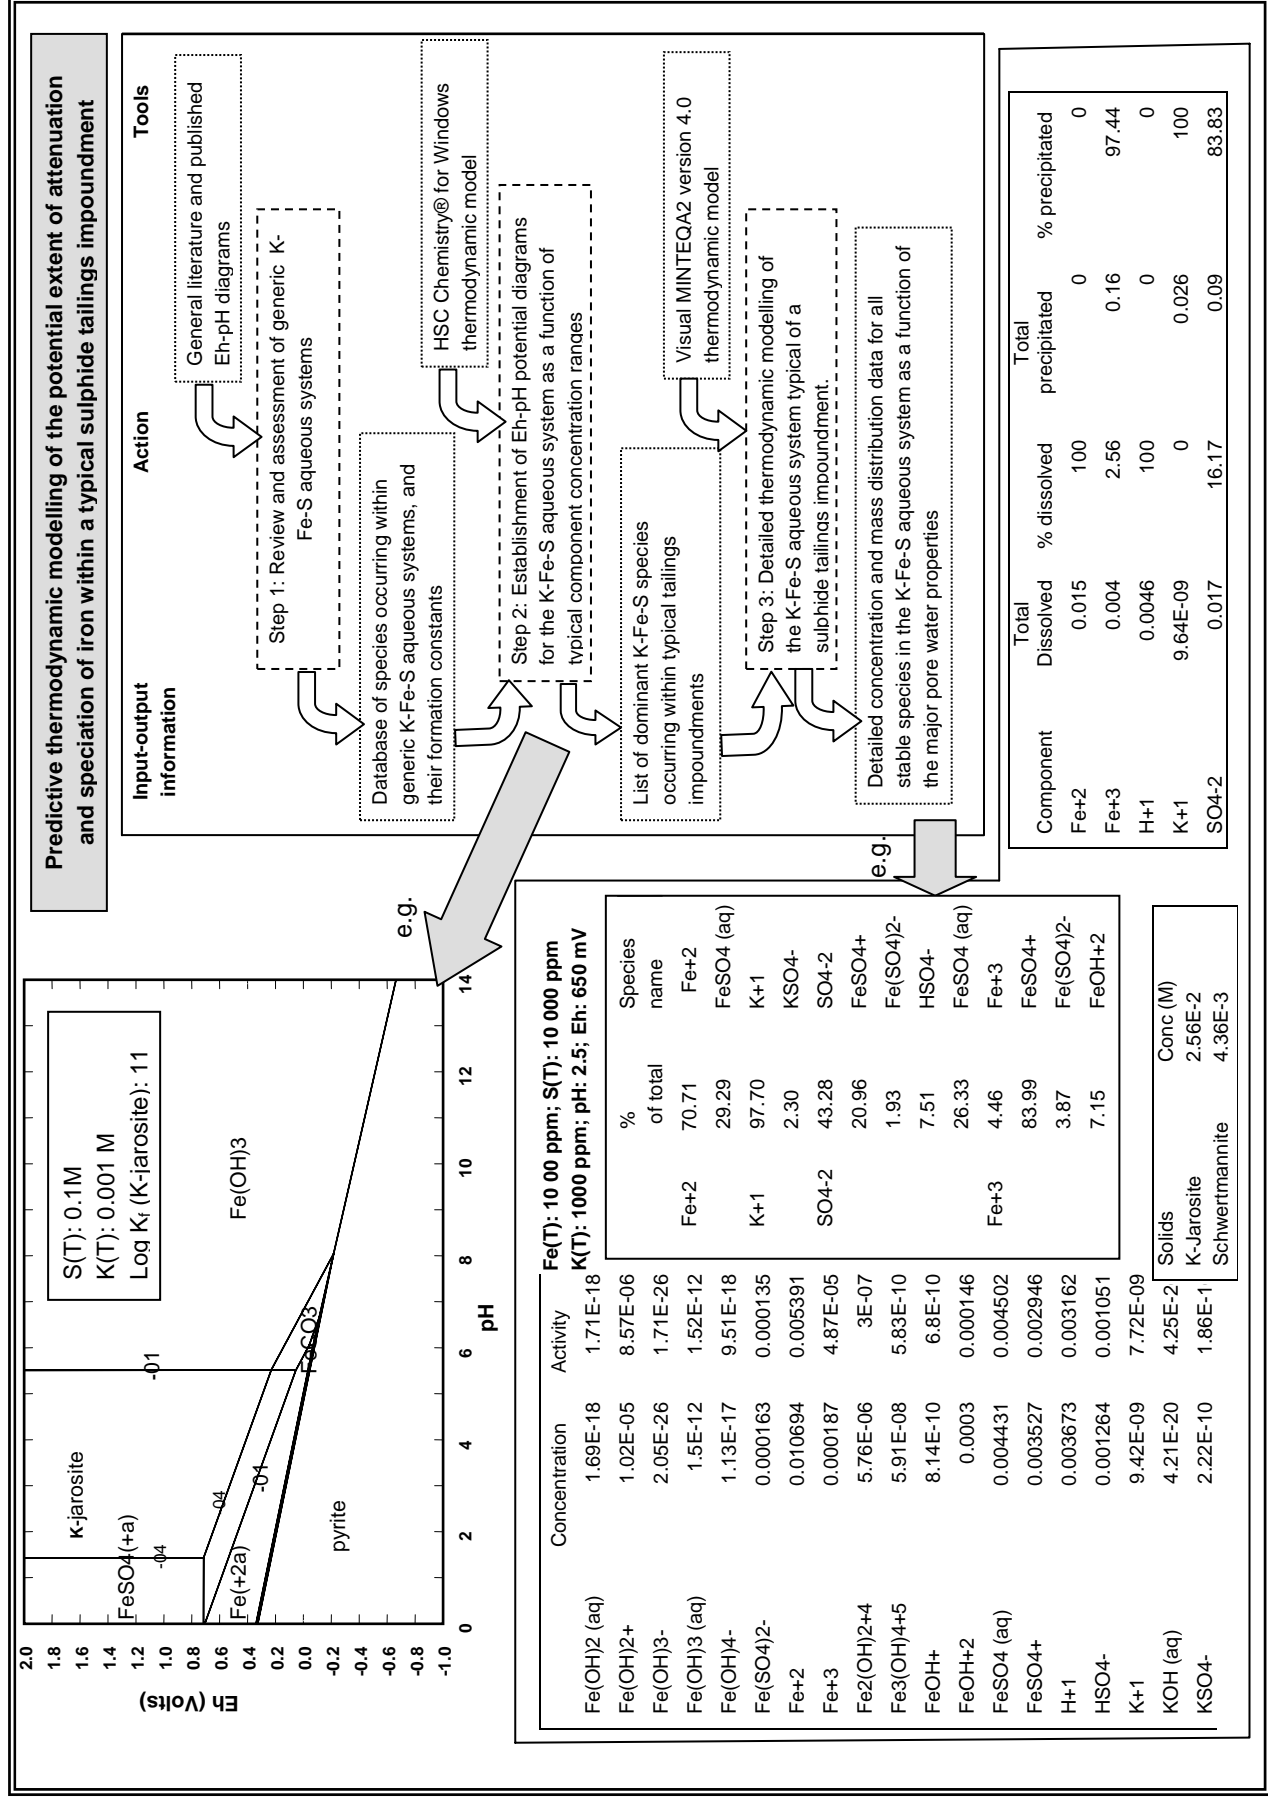 Predictive thermodynamic modelling of the potential extent of attenuation
and speciation of iron within a typical sulphide tailings impoundment
Input-output
information
Action
Tools
General literature and published
Eh-pH diagrams
Step 1: Review and assessment of generic K-
Fe-S aqueous systems
Database of species occurring within
generic K-Fe-S aqueous systems, and
their formation constants
HSC Chemistry® for Windows
thermodynamic model
Step 2: Establishment of Eh-pH potential diagrams
for the K-Fe-S aqueous system as a function of
typical component concentration ranges
List of dominant K-Fe-S species
occurring within typical tailings
impoundments
Visual MINTEQA2 version 4.0
thermodynamic model
Step 3: Detailed thermodynamic modelling of
the K-Fe-S aqueous system typical of a
sulphide tailings impoundment.
Detailed concentration and mass distribution data for all
stable species in the K-Fe-S aqueous system as a function of
the major pore water properties
e.g.
e.g.
S(T): 0.1M
K(T): 0.001 M
Log Kf (K-jarosite): 11
Eh (Volts)
2.0
1.8
1.6
1.4
1.2
1.0
0.8
0.6
0.4
0.2
0.0
-0.2
-0.4
-0.6
-0.8
-1.0
0 2 4 6 8 10 12 14
pH
K-jarosite
FeSO4(+a)
-04
04
-01
-01
Fe(+2a)
FeCO3
Fe(OH)3
pyrite
Fe(T): 10 00 ppm; S(T): 10 000 ppm
K(T): 1000 ppm; pH: 2.5; Eh: 650 mV
Concentration Activity
Fe(OH)2 (aq) 1.69E-18 1.71E-18
Fe(OH)2+ 1.02E-05 8.57E-06
Fe(OH)3- 2.05E-26 1.71E-26
Fe(OH)3 (aq) 1.5E-12 1.52E-12
Fe(OH)4- 1.13E-17 9.51E-18
Fe(SO4)2- 0.000163 0.000135
Fe+2 0.010694 0.005391
Fe+3 0.000187 4.87E-05
Fe2(OH)2+4 5.76E-06 3E-07
Fe3(OH)4+5 5.91E-08 5.83E-10
FeOH+ 8.14E-10 6.8E-10
FeOH+2 0.0003 0.000146
FeSO4 (aq) 0.004431 0.004502
FeSO4+ 0.003527 0.002946
H+1 0.003673 0.003162
HSO4- 0.001264 0.001051
K+1 9.42E-09 7.72E-09
KOH (aq) 4.21E-20 4.25E-2
KSO4- 2.22E-10 1.86E-1
% Species
of total name
Fe+2 70.71 Fe+2
29.29 FeSO4 (aq)
K+1 97.70 K+1
2.30 KSO4-
SO4-2 43.28 SO4-2
20.96 FeSO4+
1.93 Fe(SO4)2-
7.51 HSO4-
26.33 FeSO4 (aq)
Fe+3 4.46 Fe+3
83.99 FeSO4+
3.87 Fe(SO4)2-
7.15 FeOH+2
Solids Conc (M)
K-Jarosite 2.56E-2
Schwertmannite 4.36E-3
Total Total
Component Dissolved % dissolved precipitated % precipitated
Fe+2 0.015 100 0 0
Fe+3 0.004 2.56 0.16 97.44
H+1 0.0046 100 0 0
K+1 9.64E-09 0 0.026 100
SO4-2 0.017 16.17 0.09 83.83